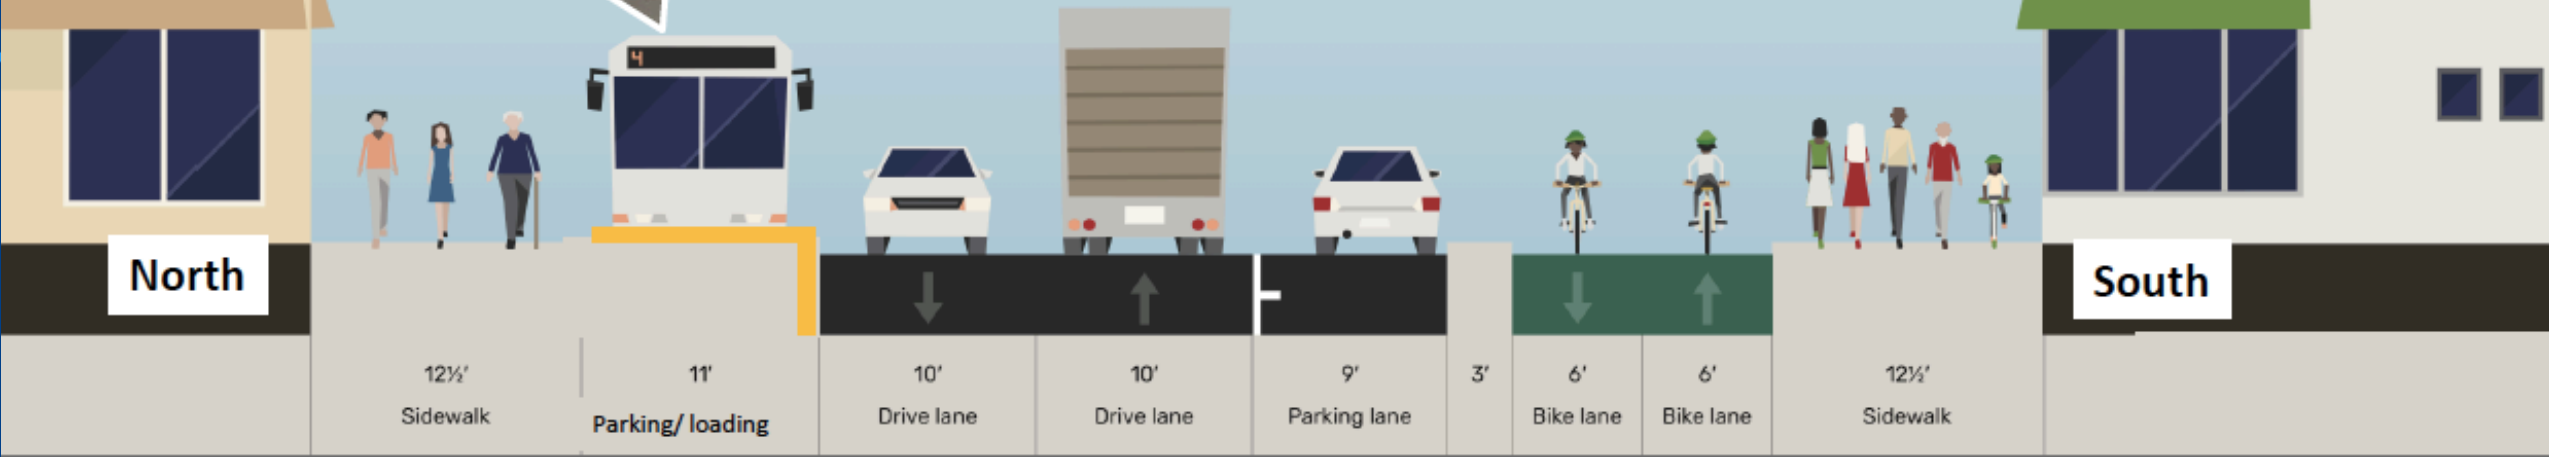 4
North
South
12½' 11' 10' 10' 9' 3' 6' 6' 12½'
Sidewalk Parking/ loading Drive lane Drive lane Parking lane Bike lane Bike lane Sidewalk